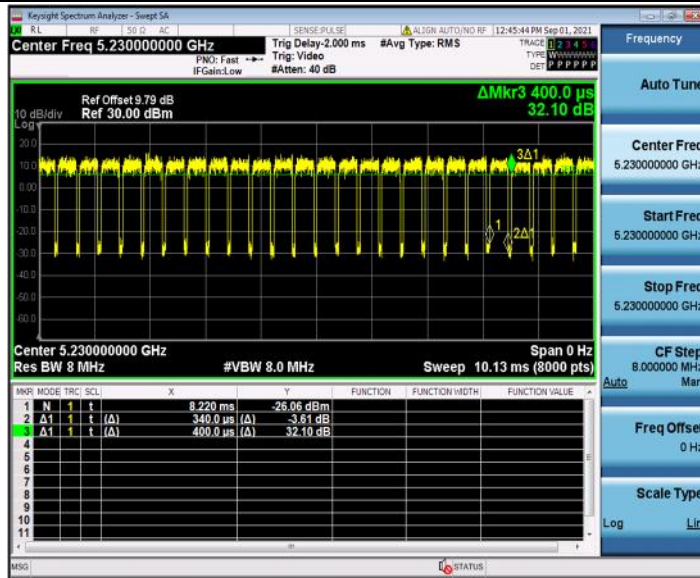 Keysight Spectrum Analyzer - Swept SA
RL RF 50 Ω AC SENSE:PULSE ALIGN AUTO/NO RF 12:45:44 PM Sep 01, 2021
Center Freq 5.230000000 GHz
PNO: Fast
IFGain:Low
Trig Delay-2.000 ms
Trig: Video
#Atten: 40 dB
#Avg Type: RMS
TRACE 1 2 3 4 5 6
TYPE
DET P P P P P P
ΔMkr3 400.0 µs
32.10 dB
Ref Offset 9.79 dB
10 dB/div Ref 30.00 dBm
Log
20.0
10.0
0.00
-10.0
-20.0
-30.0
-40.0
-50.0
-60.0
3Δ1
1
2Δ1
Center 5.230000000 GHz Span 0 Hz
Res BW 8 MHz #VBW 8.0 MHz Sweep 10.13 ms (8000 pts)
MKR MODE TRC SCL X Y FUNCTION FUNCTION WIDTH FUNCTION VALUE
1 N 1 t 8.220 ms -26.06 dBm
2 Δ1 1 t (Δ) 340.0 µs (Δ) -3.61 dB
3 Δ1 1 t (Δ) 400.0 µs (Δ) 32.10 dB
4
5
6
7
8
9
10
11
MSG STATUS
Frequency
Auto Tune
Center Freq
5.230000000 GHz
Start Freq
5.230000000 GHz
Stop Freq
5.230000000 GHz
CF Step
8.000000 MHz
Auto Man
Freq Offset
0 Hz
Scale Type
Log Lin